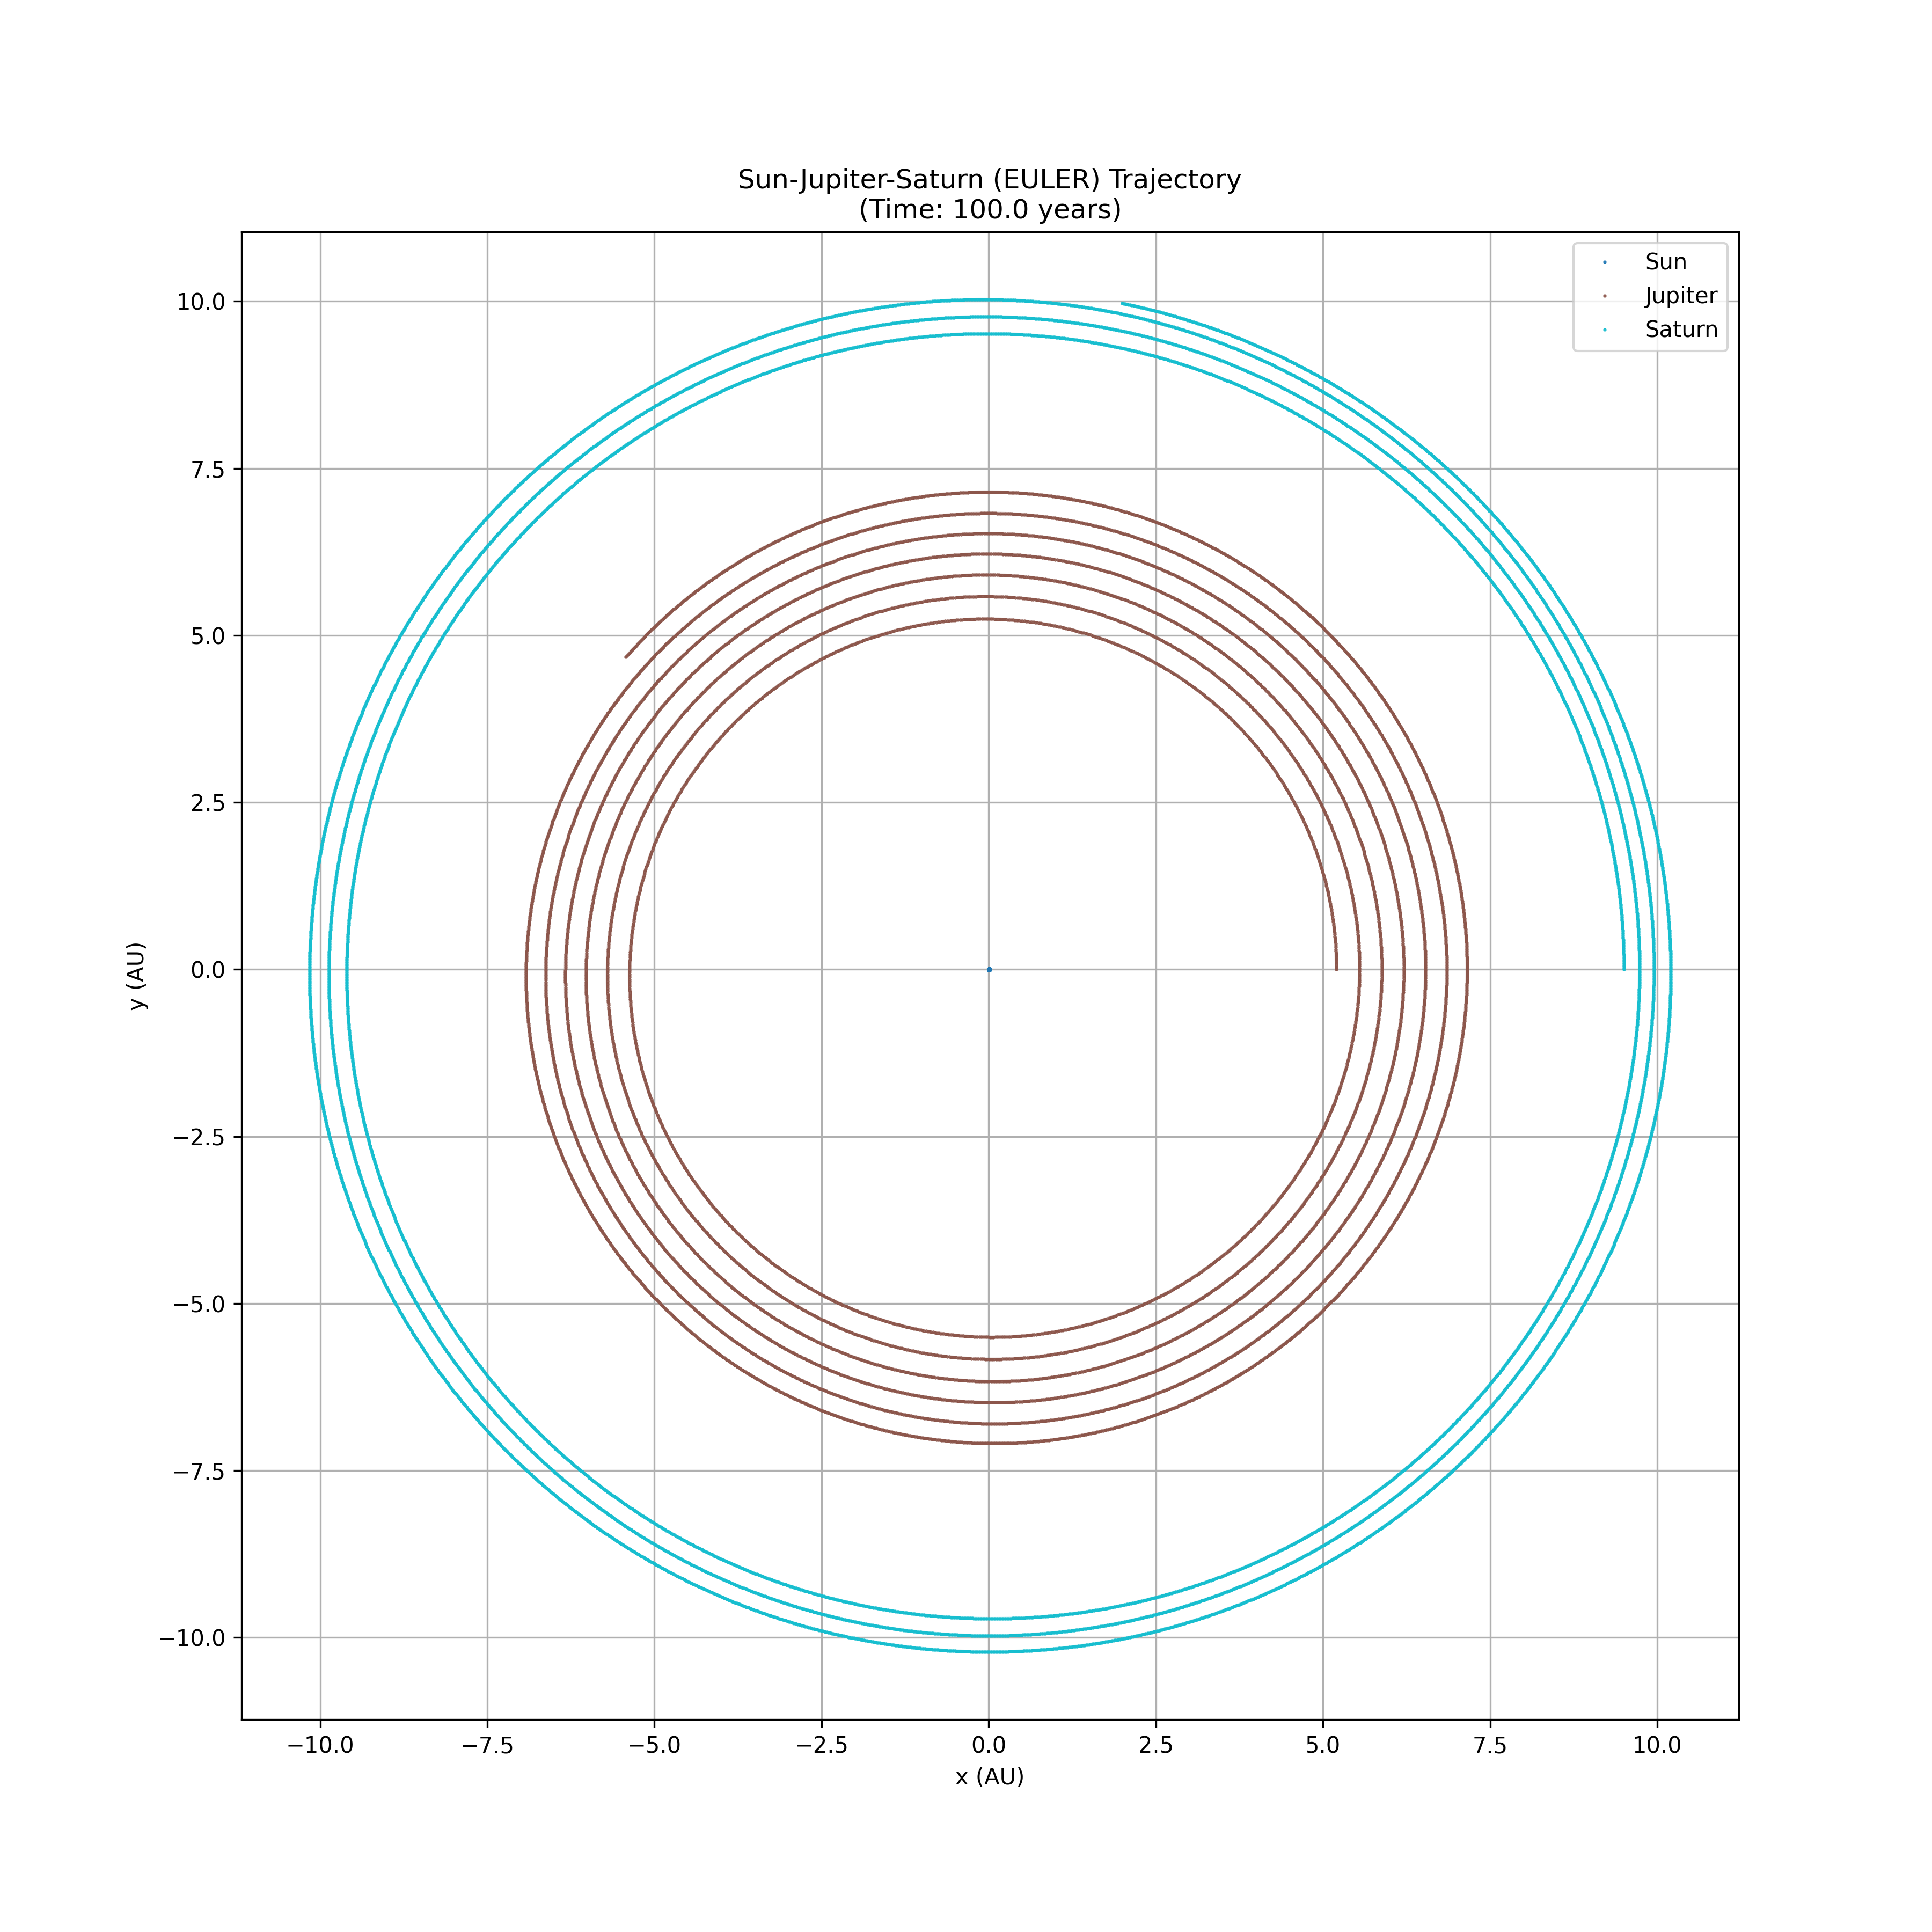 Sun-Jupiter-Saturn (EULER) Trajectory
(Time: 100.0 years)
Sun
Jupiter
Saturn
10.0
7.5
5.0
2.5
0.0
−2.5
−5.0
−7.5
−10.0
y (AU)
−10.0 −7.5 −5.0 −2.5 0.0 2.5 5.0 7.5 10.0
x (AU)